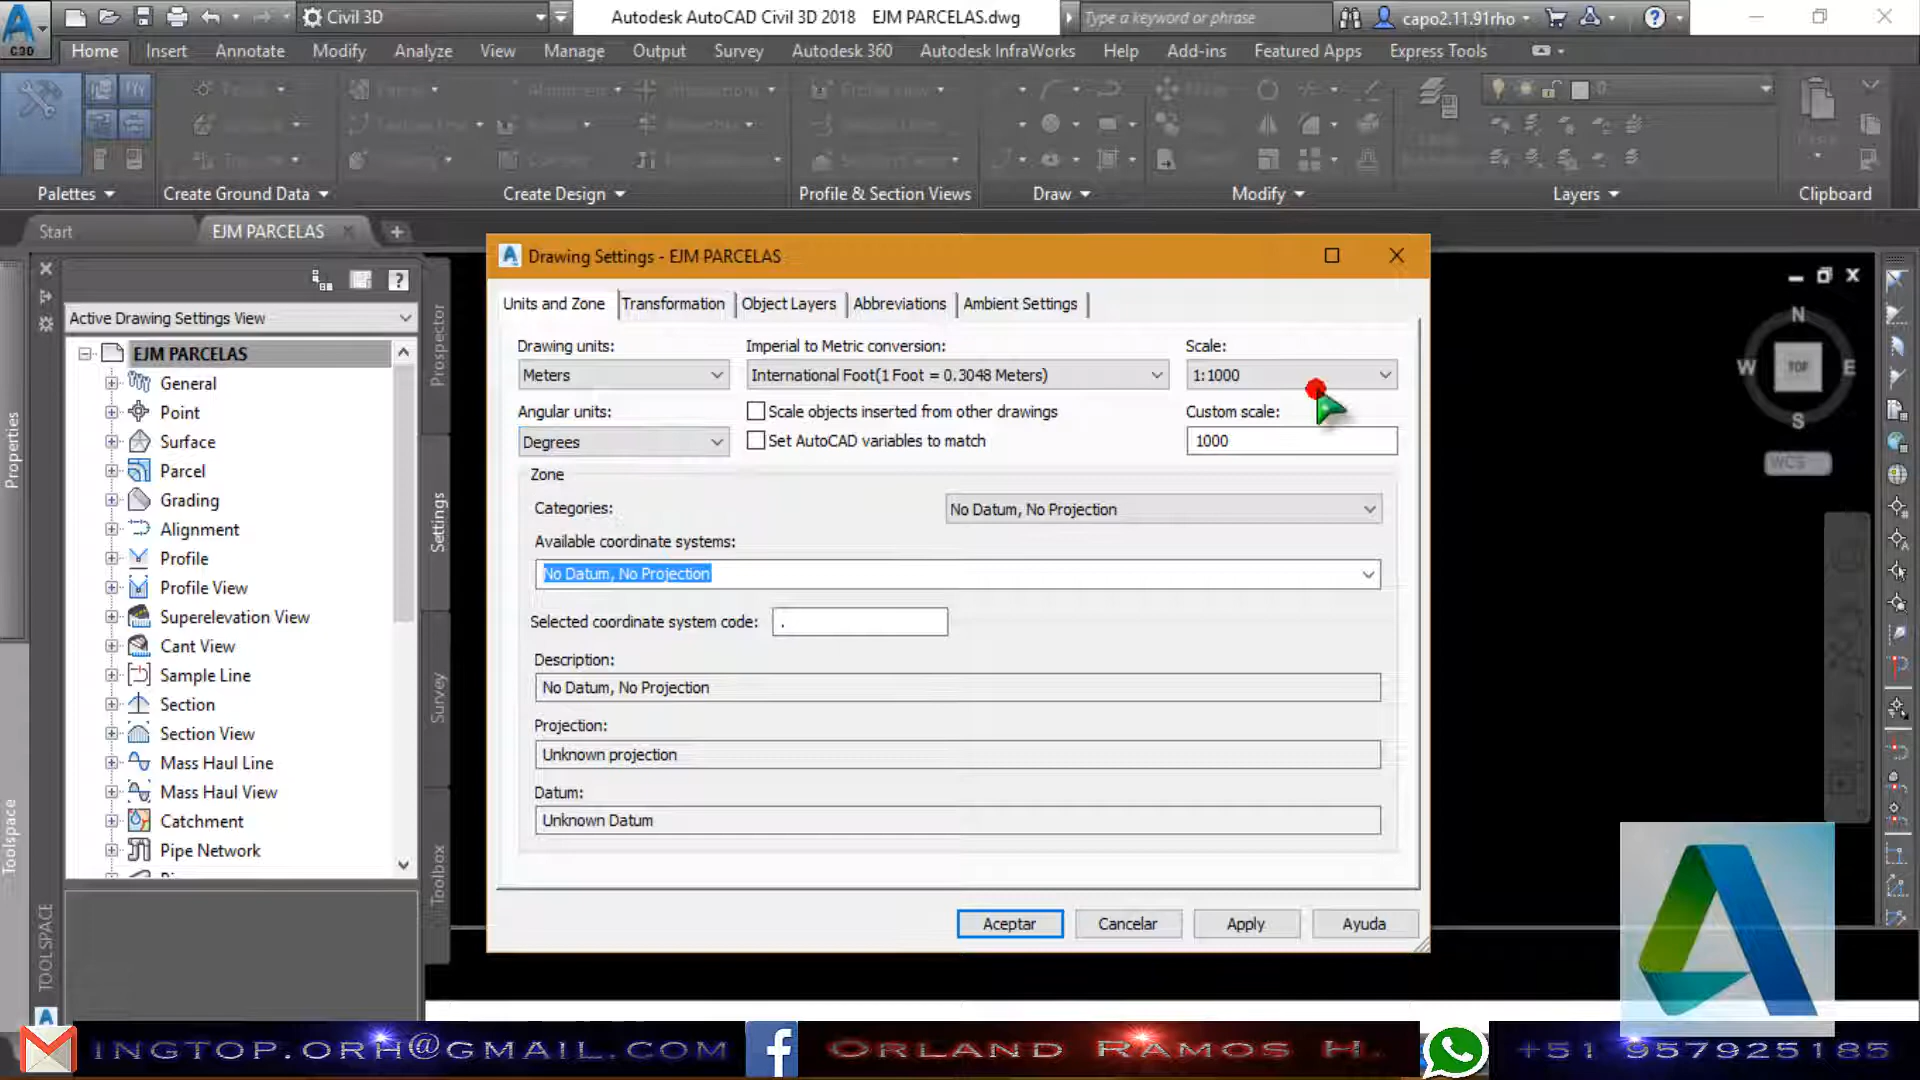 C3D
Civil 3D
Autodesk AutoCAD Civil 3D 2018 EJM PARCELAS.dwg
Type a keyword or phrase
capo2.11.91rho
Home Insert Annotate Modify Analyze View Manage Output Survey Autodesk 360 Autodesk InfraWorks Help Add-ins Featured Apps Express Tools
0
Palettes Create Ground Data Create Design Profile & Section Views Draw Modify Layers Clipboard
Start EJM PARCELAS +
Active Drawing Settings View
EJM PARCELAS
General
Point
Surface
Parcel
Grading
Alignment
Profile
Profile View
Superelevation View
Cant View
Sample Line
Section
Section View
Mass Haul Line
Mass Haul View
Catchment
Pipe Network
Properties
Toolspace
TOOLSPACE
Prospector
Settings
Survey
Toolbox
Drawing Settings - EJM PARCELAS
Units and Zone Transformation Object Layers Abbreviations Ambient Settings
Drawing units: Imperial to Metric conversion: Scale:
Meters International Foot(1 Foot = 0.3048 Meters) 1:1000
Angular units: Scale objects inserted from other drawings Custom scale:
Degrees Set AutoCAD variables to match 1000
Zone
Categories: No Datum, No Projection
Available coordinate systems:
No Datum, No Projection
Selected coordinate system code: .
Description:
No Datum, No Projection
Projection:
Unknown projection
Datum:
Unknown Datum
Aceptar Cancelar Apply Ayuda
N
W TOP E
S
WCS
INGTOP.ORH@GMAIL.COM ORLAND RAMOS H. +51 957925185